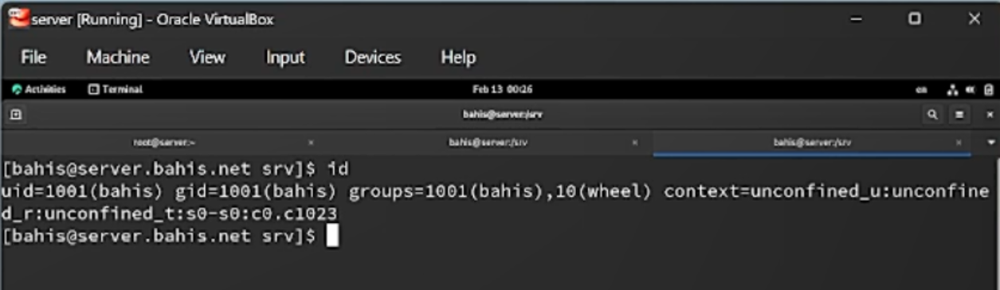 server [Running] - Oracle VirtualBox
File Machine View Input Devices Help
Activities Terminal Feb 13 00:26 en
bahis@server:/srv
root@server:~ × bahis@server:/srv × bahis@server:/srv ×
[bahis@server.bahis.net srv]$ id
uid=1001(bahis) gid=1001(bahis) groups=1001(bahis),10(wheel) context=unconfined_u:unconfine
d_r:unconfined_t:s0-s0:c0.c1023
[bahis@server.bahis.net srv]$